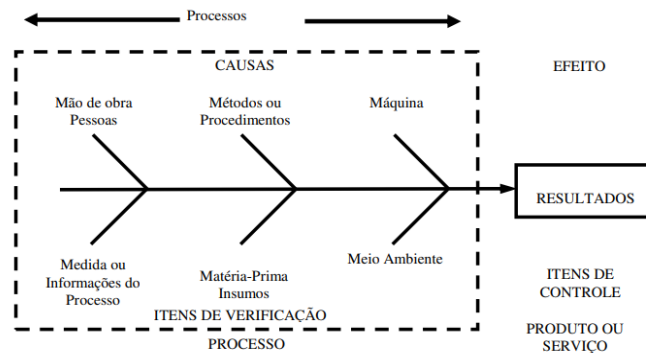 Processos
CAUSAS
EFEITO
Mão de obra
Pessoas
Métodos ou
Procedimentos
Máquina
RESULTADOS
Medida ou
Informações do
Processo
Matéria-Prima
Insumos
Meio Ambiente
ITENS DE VERIFICAÇÃO
PROCESSO
ITENS DE
CONTROLE
PRODUTO OU
SERVIÇO